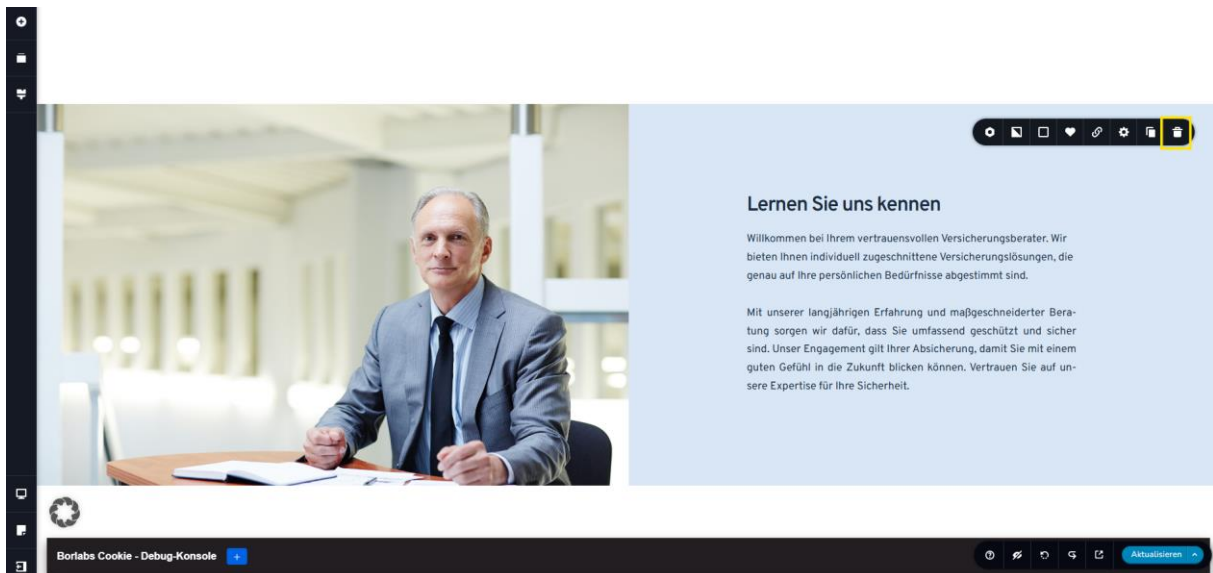 Lernen Sie uns kennen
Willkommen bei Ihrem vertrauensvollen Versicherungsberater. Wir
bieten Ihnen individuell zugeschnittene Versicherungslösungen, die
genau auf Ihre persönlichen Bedürfnisse abgestimmt sind.
Mit unserer langjährigen Erfahrung und maßgeschneiderter Bera-
tung sorgen wir dafür, dass Sie umfassend geschützt und sicher
sind. Unser Engagement gilt Ihrer Absicherung, damit Sie mit einem
guten Gefühl in die Zukunft blicken können. Vertrauen Sie auf un-
sere Expertise für Ihre Sicherheit.
Borlabs Cookie - Debug-Konsole +
Aktualisieren